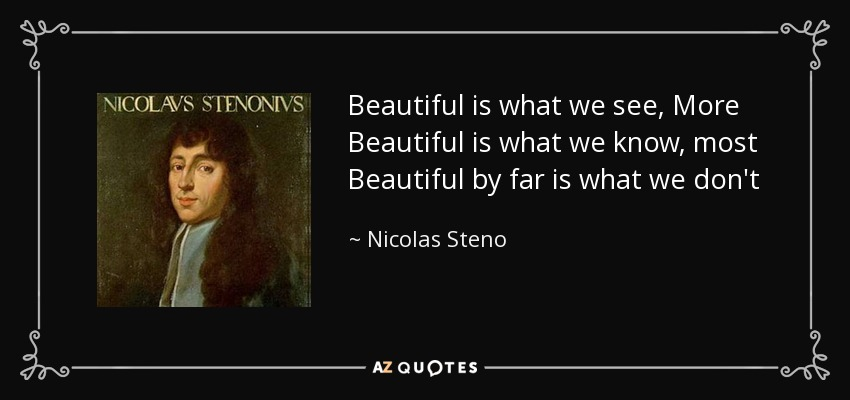 NICOLAVS STENONIVS
Beautiful is what we see, More
Beautiful is what we know, most
Beautiful by far is what we don't
~ Nicolas Steno
AZ QUOTES